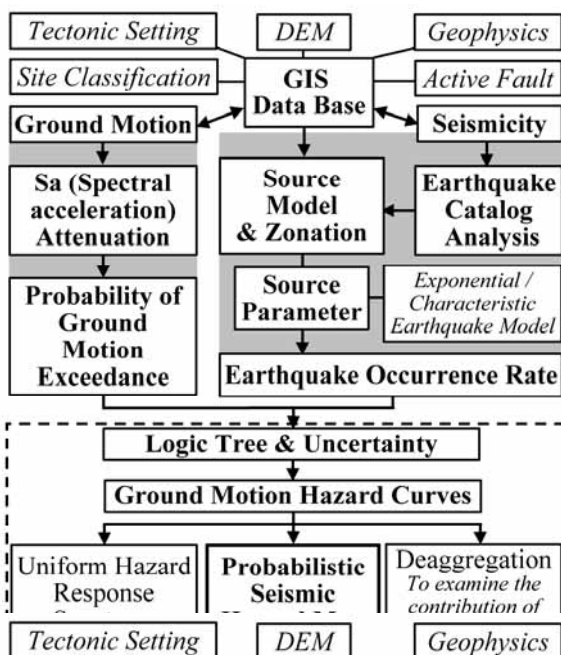 Tectonic Setting
DEM
Geophysics
Site Classification
GIS
Data Base
Active Fault
Ground Motion
Seismicity
Sa (Spectral
acceleration)
Attenuation
Source
Model
& Zonation
Earthquake
Catalog
Analysis
Probability of
Ground
Motion
Exceedance
Source
Parameter
Exponential /
Characteristic
Earthquake Model
Earthquake Occurrence Rate
Logic Tree & Uncertainty
Ground Motion Hazard Curves
Uniform Hazard
Response
Probabilistic
Seismic
Deaggregation
To examine the
contribution of
Tectonic Setting
DEM
Geophysics